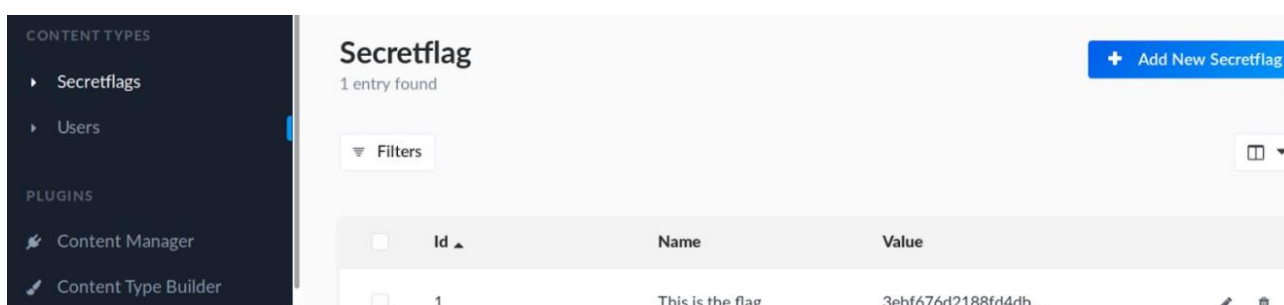 CONTENT TYPES
Secretflags
Users
PLUGINS
Content Manager
Content Type Builder
Secretflag
1 entry found
Add New Secretflag
Filters
Id Name Value
1 This is the flag 3ebf676d2188fd4db...